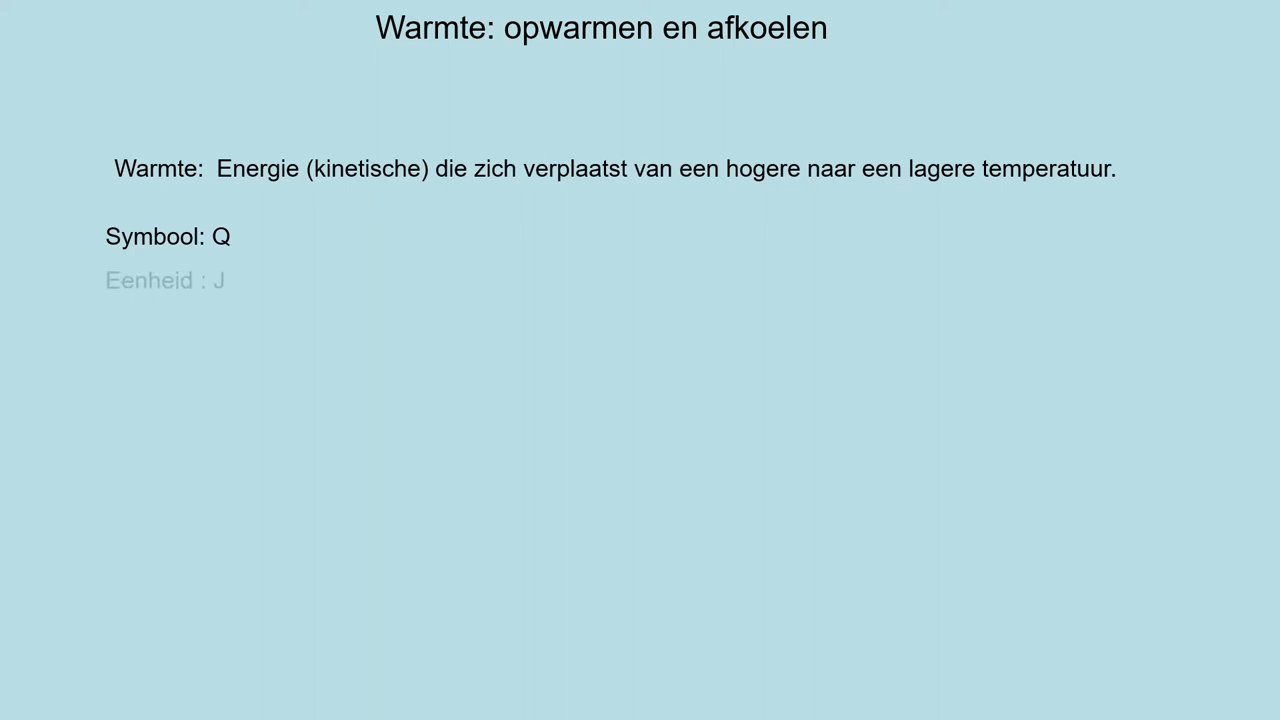 Warmte: opwarmen en afkoelen
Warmte: Energie (kinetische) die zich verplaatst van een hogere naar een lagere temperatuur.
Symbool: Q
Eenheid : J